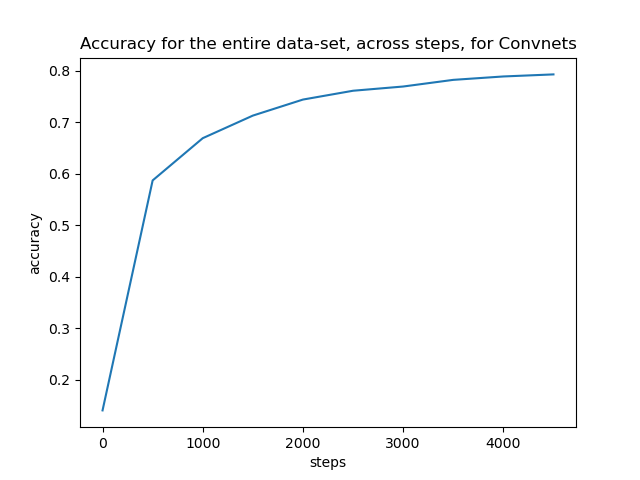 Accuracy for the entire data-set, across steps, for Convnets
0.8
0.7
0.6
0.5
0.4
0.3
0.2
accuracy
0 1000 2000 3000 4000
steps